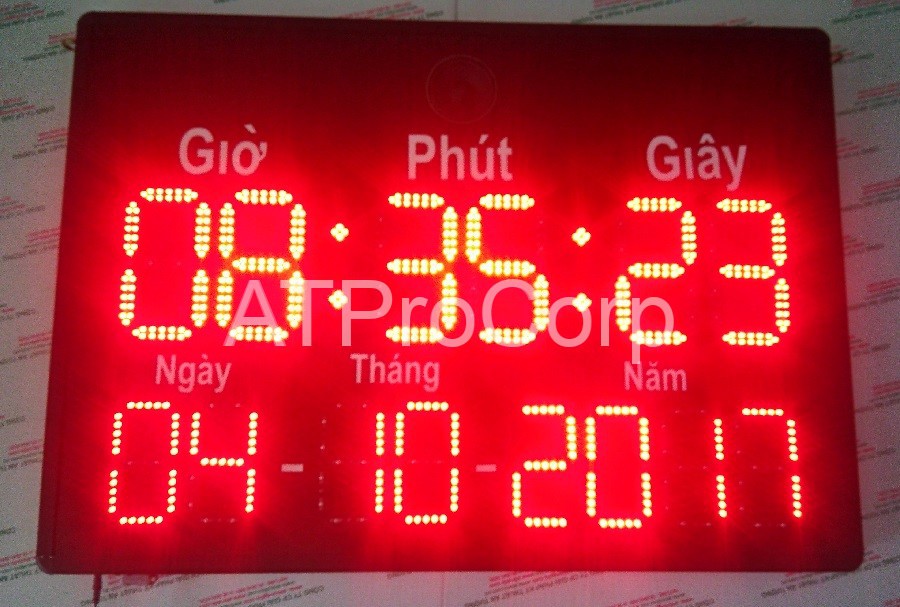 Giờ Phút Giây
08:35:23
ATProCorp
Ngày Tháng Năm
04-10-2017